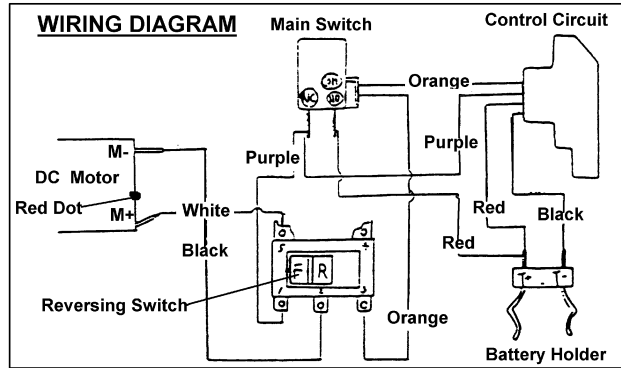 WIRING DIAGRAM
Main Switch
Control Circuit
NC
Orange
M-
Purple
Purple
DC Motor
Red Dot
M+
White
Red
Black
Black
Red
R
Reversing Switch
Orange
Battery Holder